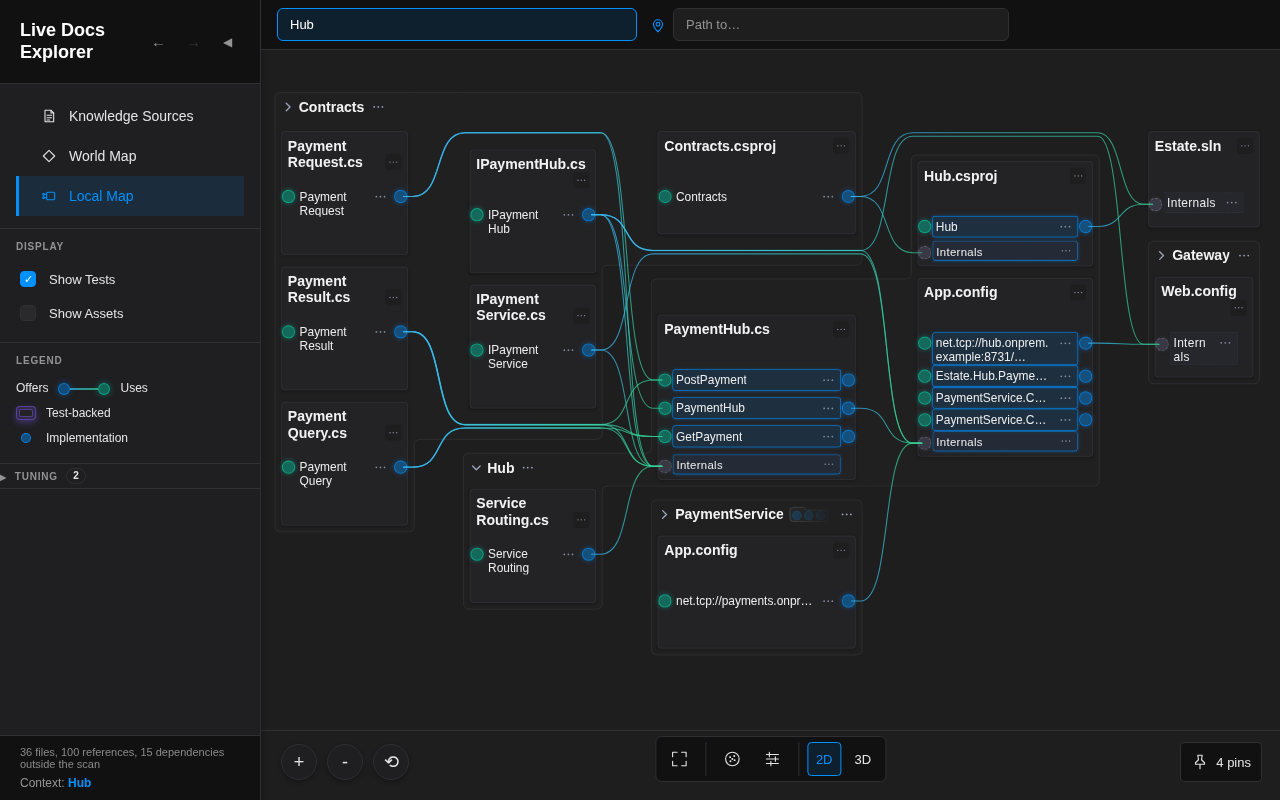 Live Docs
Explorer
Hub
Path to…
Knowledge Sources
World Map
Local Map
DISPLAY
Show Tests
Show Assets
LEGEND
Offers
Uses
Test-backed
Implementation
TUNING
2
36 files, 100 references, 15 dependencies
outside the scan
Context: Hub
Contracts
Payment
Request.cs
Payment
Request
Payment
Result.cs
Payment
Result
Payment
Query.cs
Payment
Query
IPaymentHub.cs
IPayment
Hub
IPayment
Service.cs
IPayment
Service
Hub
Service
Routing.cs
Service
Routing
Contracts.csproj
Contracts
PaymentHub.cs
PostPayment
PaymentHub
GetPayment
Internals
PaymentService
App.config
net.tcp://payments.onpr…
Hub.csproj
Hub
Internals
App.config
net.tcp://hub.onprem.
example:8731/…
Estate.Hub.Payme…
PaymentService.C…
PaymentService.C…
Internals
Estate.sln
Internals
Gateway
Web.config
Intern
als
2D
3D
4 pins